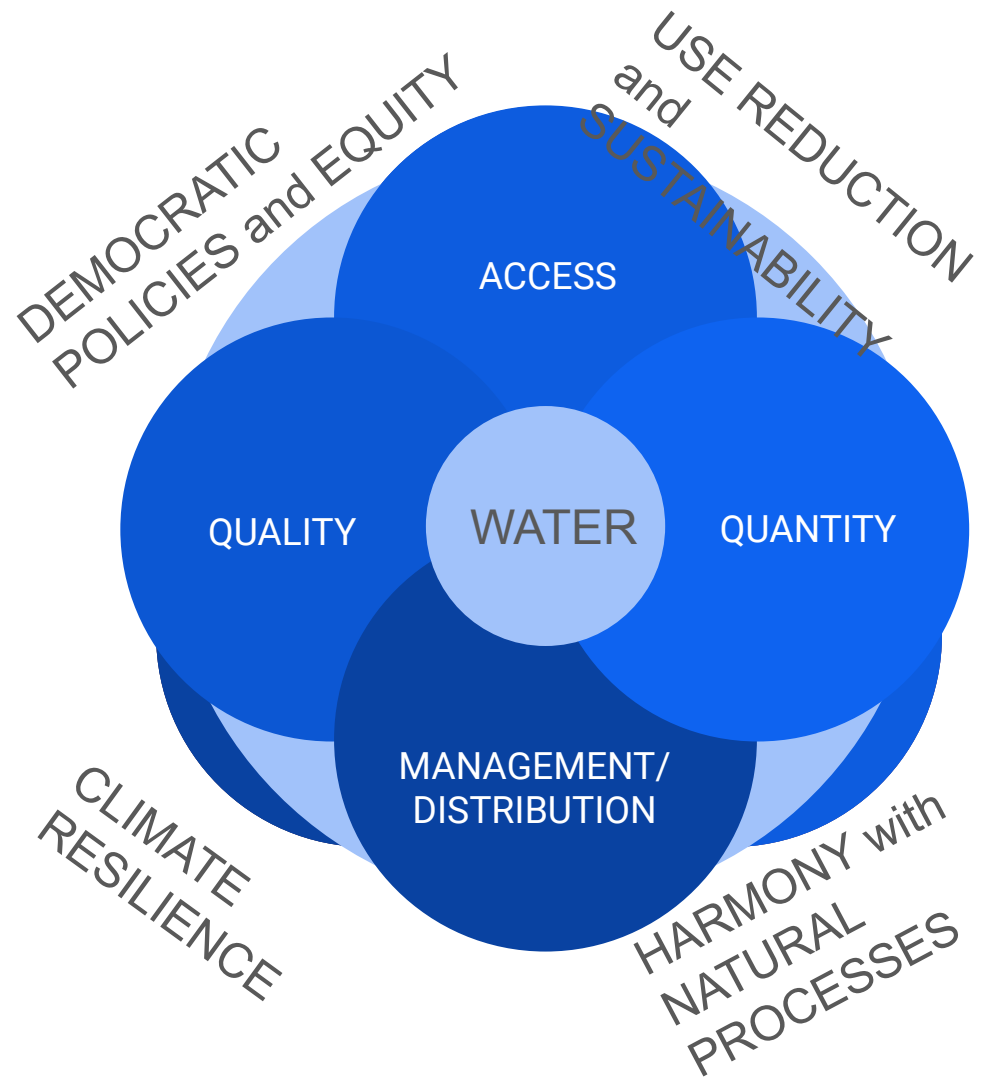 DEMOCRATIC
POLICIES and EQUITY
USE REDUCTION
and
SUSTAINABILITY
ACCESS
QUALITY
WATER
QUANTITY
MANAGEMENT/
DISTRIBUTION
CLIMATE
RESILIENCE
HARMONY with
NATURAL
PROCESSES